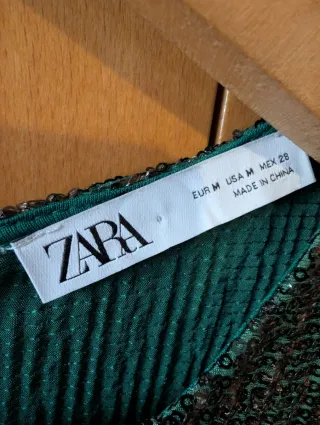 ZARA
EUR M USA M MEX 28
MADE IN CHINA